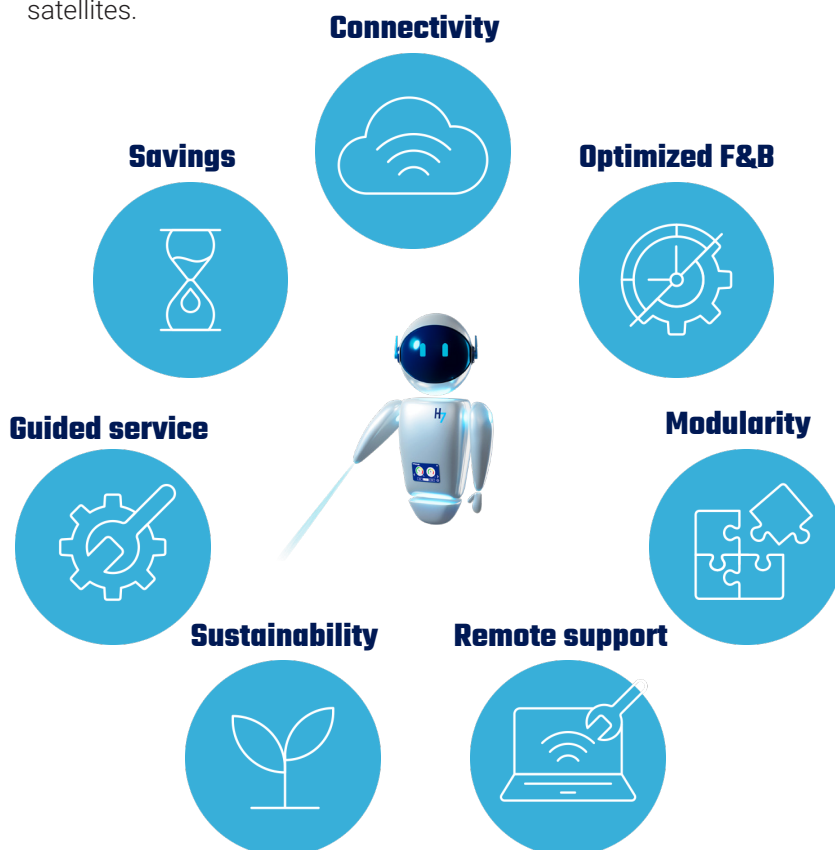 satellites.
Connectivity
Savings
Optimized F&B
H7
Guided service
Modularity
Sustainability
Remote support